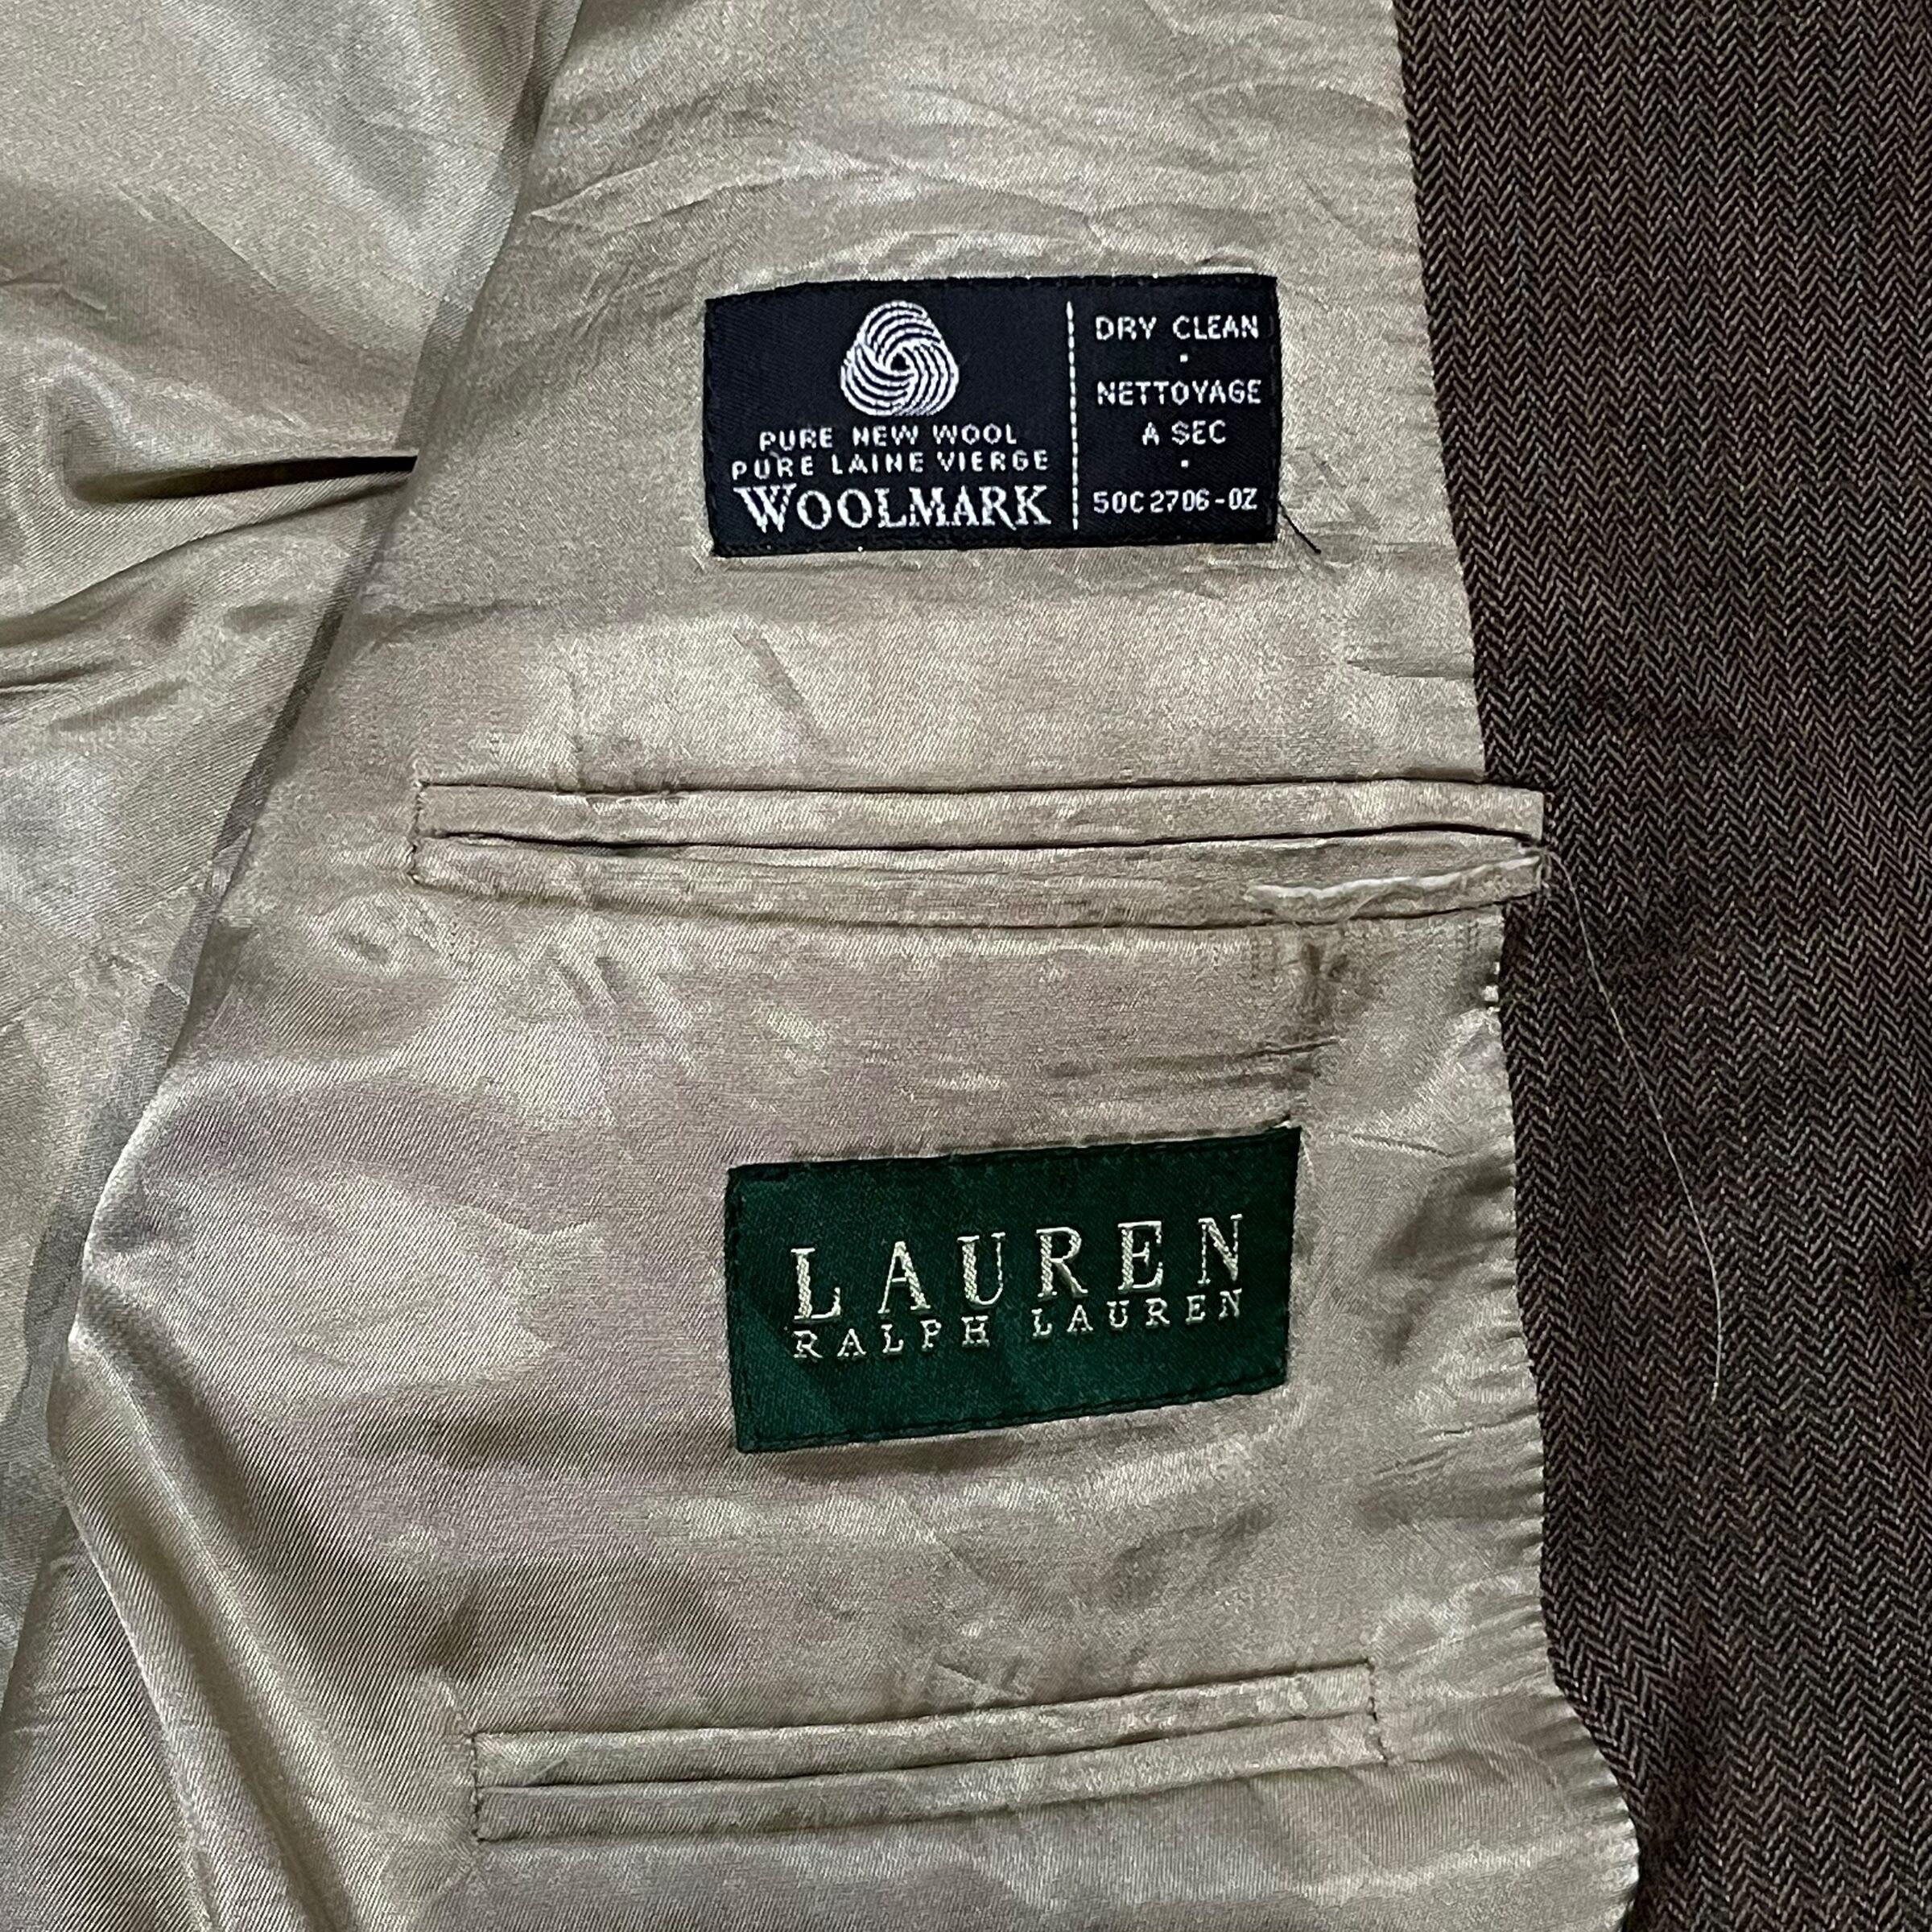 PURE NEW WOOL
PURE LAINE VIERGE
WOOLMARK
DRY CLEAN
•
NETTOYAGE
A SEC
•
50C2706-0Z
LAUREN
RALPH LAUREN